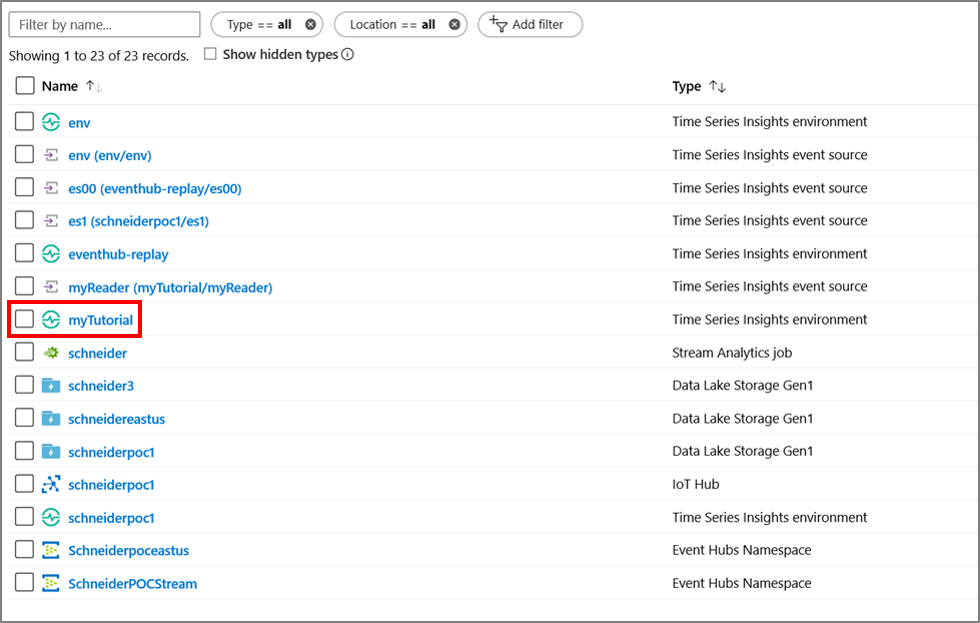 Filter by name... Type == all Location == all Add filter
Showing 1 to 23 of 23 records. Show hidden types
Name Type
env Time Series Insights environment
env (env/env) Time Series Insights event source
es00 (eventhub-replay/es00) Time Series Insights event source
es1 (schneiderpoc1/es1) Time Series Insights event source
eventhub-replay Time Series Insights environment
myReader (myTutorial/myReader) Time Series Insights event source
myTutorial Time Series Insights environment
schneider Stream Analytics job
schneider3 Data Lake Storage Gen1
schneidereastus Data Lake Storage Gen1
schneiderpoc1 Data Lake Storage Gen1
schneiderpoc1 IoT Hub
schneiderpoc1 Time Series Insights environment
Schneiderpoceastus Event Hubs Namespace
SchneiderPOCStream Event Hubs Namespace